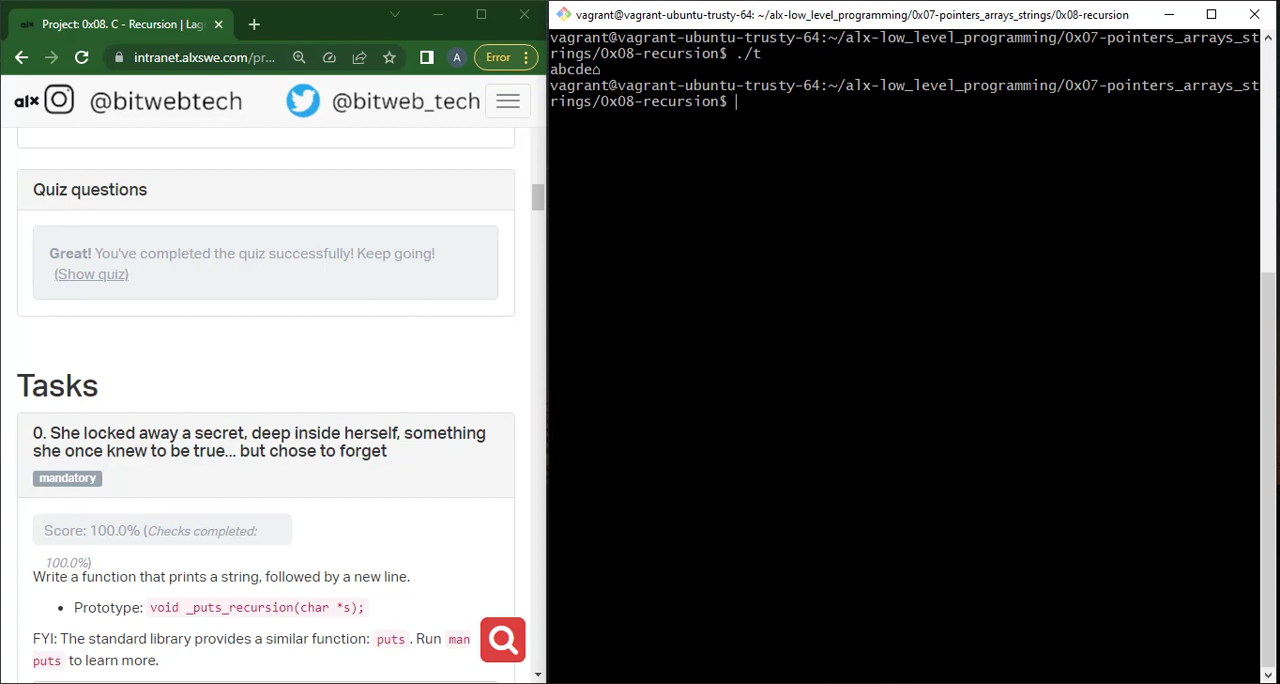 Project: 0x08. C - Recursion | Lag
intranet.alxswe.com/pr...
A
Error
alx
@bitwebtech
@bitweb_tech
Quiz questions
Great! You've completed the quiz successfully! Keep going!
(Show quiz)
Tasks
0. She locked away a secret, deep inside herself, something
she once knew to be true... but chose to forget
mandatory
Score: 100.0% (Checks completed:
100.0%)
Write a function that prints a string, followed by a new line.
• Prototype: void _puts_recursion(char *s);
FYI: The standard library provides a similar function: puts . Run man
puts to learn more.
vagrant@vagrant-ubuntu-trusty-64: ~/alx-low_level_programming/0x07-pointers_arrays_strings/0x08-recursion
vagrant@vagrant-ubuntu-trusty-64:~/alx-low_level_programming/0x07-pointers_arrays_st
rings/0x08-recursion$ ./t
abcde⌂
vagrant@vagrant-ubuntu-trusty-64:~/alx-low_level_programming/0x07-pointers_arrays_st
rings/0x08-recursion$